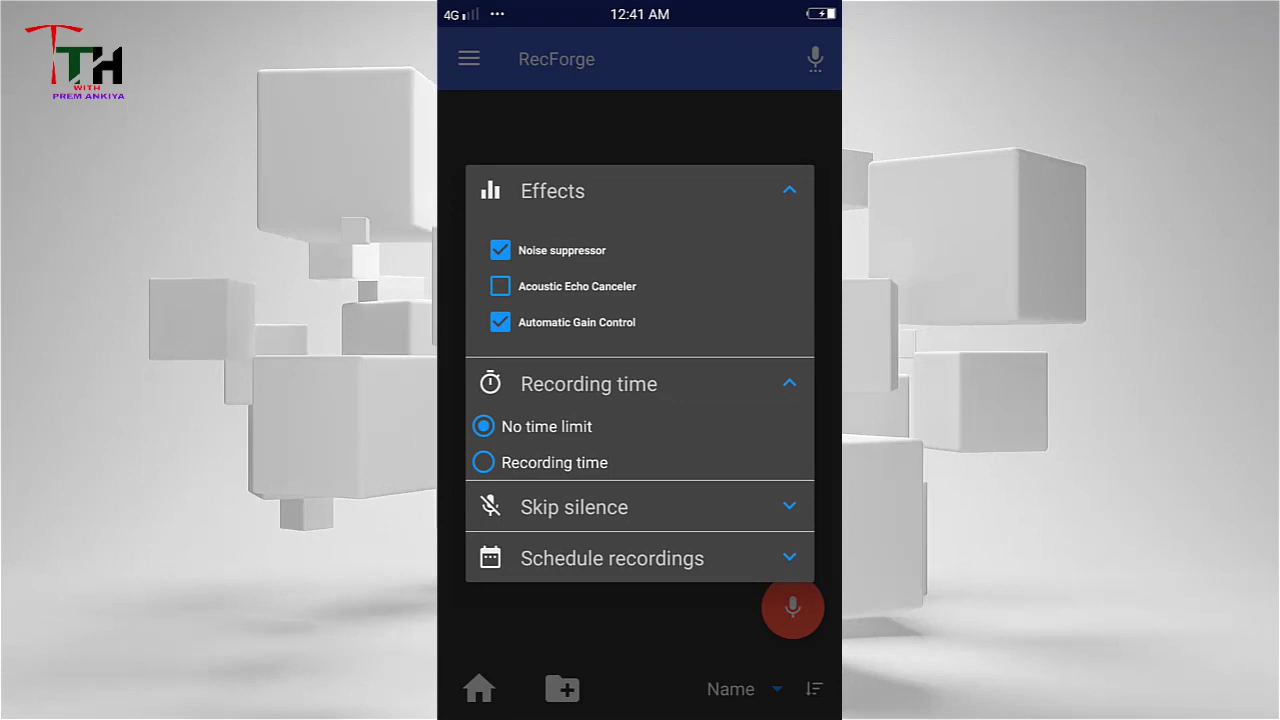 TTH
WITH
PREM ANKIYA
4G
12:41 AM
RecForge
Effects
Noise suppressor
Acoustic Echo Canceler
Automatic Gain Control
Recording time
No time limit
Recording time
Skip silence
Schedule recordings
Name